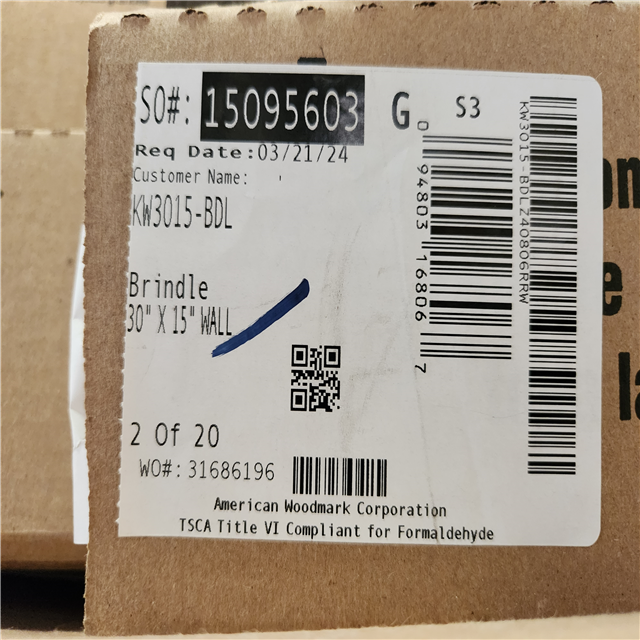 SO#: 15095603 G S3
Req Date:03/21/24
Customer Name:
KW3015-BDL
Brindle
30" X 15" WALL
2 Of 20
WO#: 31686196
American Woodmark Corporation
TSCA Title VI Compliant for Formaldehyde
0 94803 16806 7
KW3015-BDLZ40806RRW